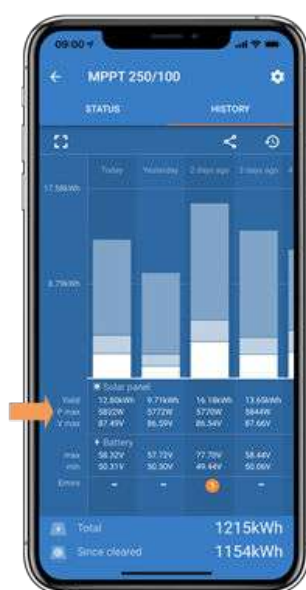 09:00
MPPT 250/100
STATUS HISTORY
Today Yesterday 2 days ago 3 days ago 4
17.58kWh
8.79kWh
Solar panel
Yield 12.80kWh 9.71kWh 16.18kWh 13.65kWh
P max 5802W 5772W 5770W 5844W
V max 87.49V 86.59V 86.54V 87.66V
Battery
max 58.32V 57.72V 77.70V 58.44V
min 50.31V 50.30V 49.44V 50.06V
Errors - - 1 -
Total 1215kWh
Since cleared 1154kWh